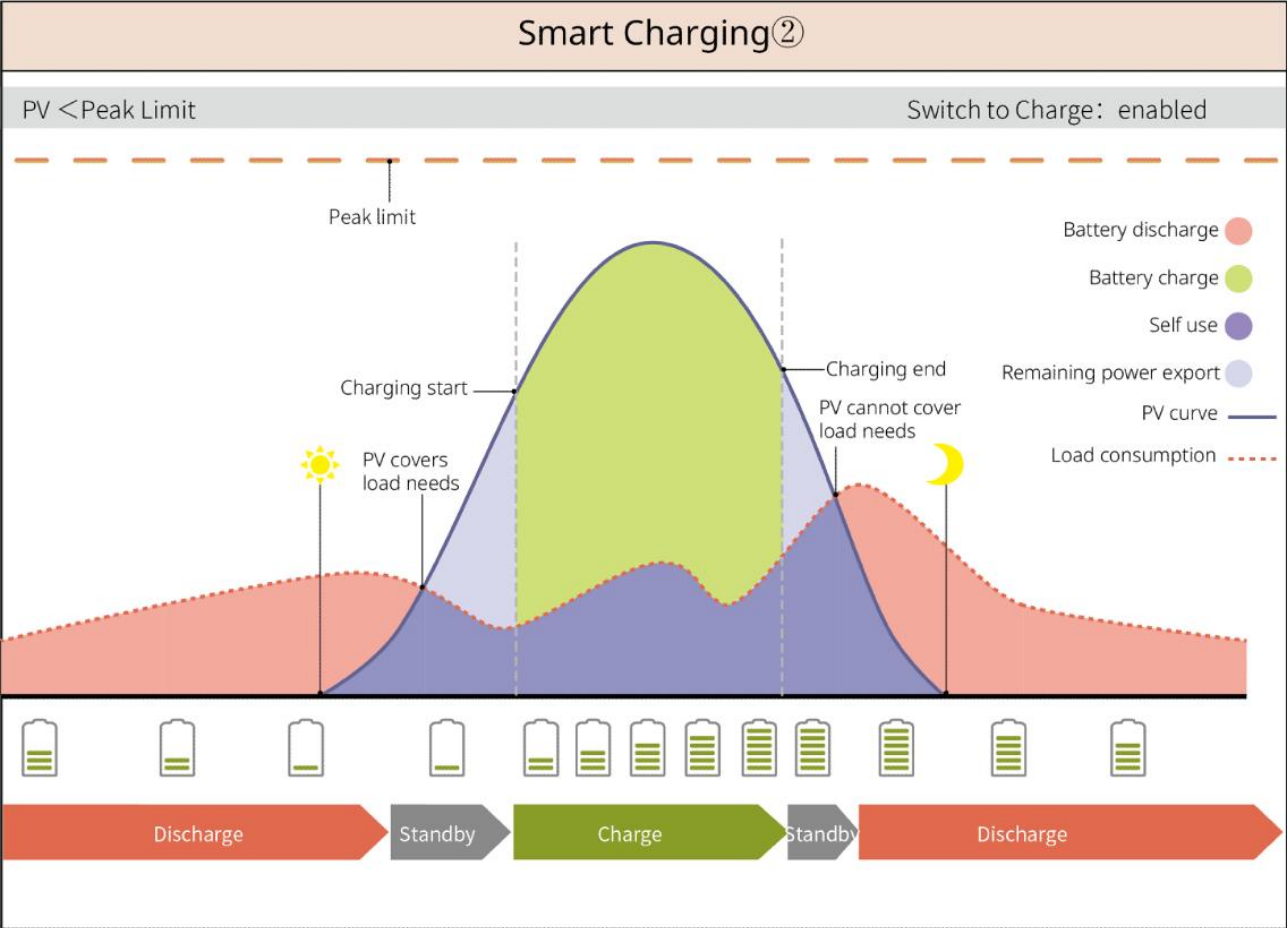 Smart Charging②
PV ＜Peak Limit
Switch to Charge：enabled
Peak limit
Battery discharge
Battery charge
Self use
Remaining power export
PV curve
Load consumption
Charging start
Charging end
PV cannot cover
load needs
PV covers
load needs
Discharge
Standby
Charge
Standby
Discharge